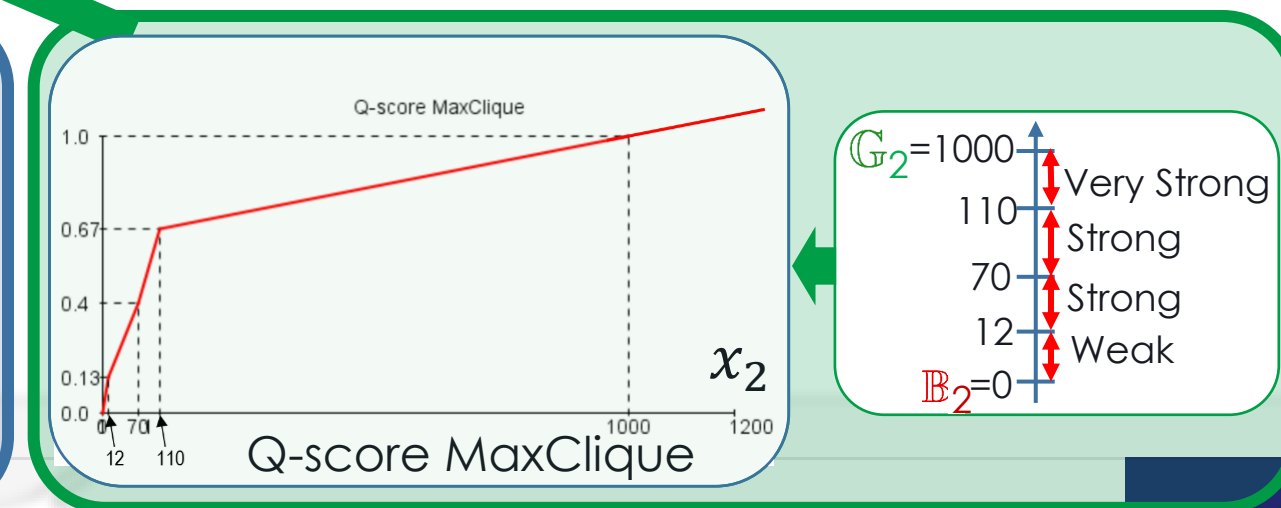 Q-score MaxClique
1.0
0.67
0.4
0.13
0.0
0 70 1000 1200
12 110
x₂
Q-score MaxClique
𝔾₂=1000
Very Strong
110
Strong
70
Strong
12
Weak
𝔹₂=0